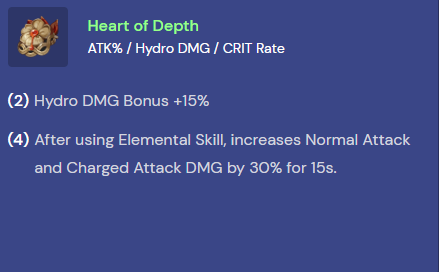 Heart of Depth
ATK% / Hydro DMG / CRIT Rate
(2) Hydro DMG Bonus +15%
(4) After using Elemental Skill, increases Normal Attack
and Charged Attack DMG by 30% for 15s.